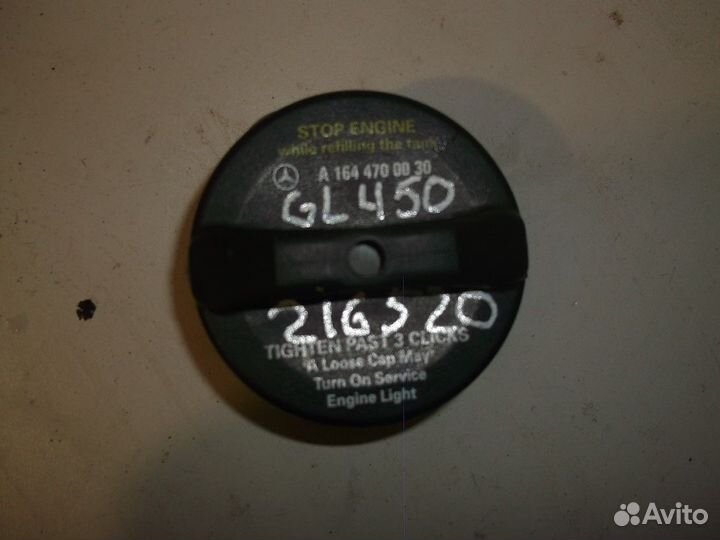 STOP ENGINE
while refilling the tank
A 164 470 00 30
GL450
216320
TIGHTEN PAST 3 CLICKS
A Loose Cap May
Turn On Service
Engine Light
Avito